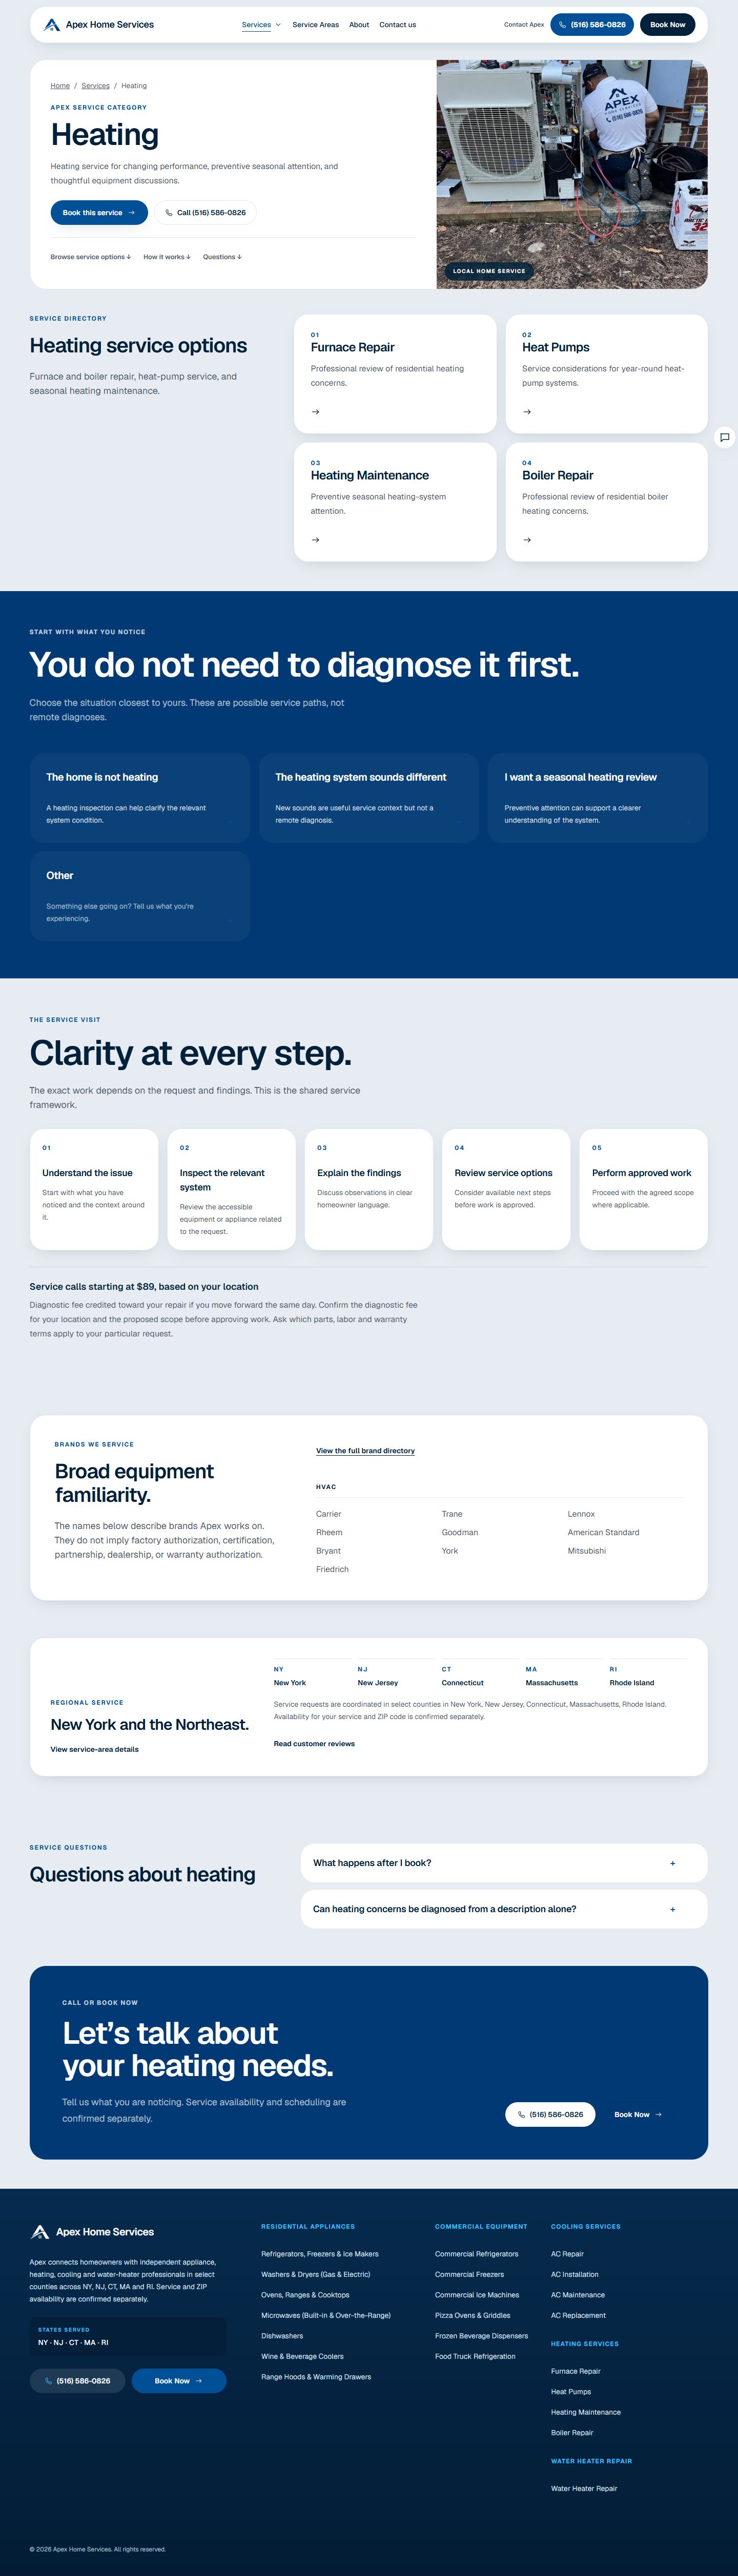 Apex Home Services
Services
Service Areas
About
Contact us
Contact Apex
(516) 586-0826
Book Now
Home / Services / Heating
APEX SERVICE CATEGORY
Heating
Heating service for changing performance, preventive seasonal attention, and
thoughtful equipment discussions.
Book this service →
Call (516) 586-0826
Browse service options ↓
How it works ↓
Questions ↓
APEX
(516) 586-0826
LOCAL HOME SERVICE
SERVICE DIRECTORY
Heating service options
Furnace and boiler repair, heat-pump service, and
seasonal heating maintenance.
01
Furnace Repair
Professional review of residential heating
concerns.
→
02
Heat Pumps
Service considerations for year-round heat-
pump systems.
→
03
Heating Maintenance
Preventive seasonal heating-system
attention.
→
04
Boiler Repair
Professional review of residential boiler
heating concerns.
→
START WITH WHAT YOU NOTICE
You do not need to diagnose it first.
Choose the situation closest to yours. These are possible service paths, not
remote diagnoses.
The home is not heating
A heating inspection can help clarify the relevant
system condition.
The heating system sounds different
New sounds are useful service context but not a
remote diagnosis.
I want a seasonal heating review
Preventive attention can support a clearer
understanding of the system.
Other
Something else going on? Tell us what you're
experiencing.
THE SERVICE VISIT
Clarity at every step.
The exact work depends on the request and findings. This is the shared service
framework.
01
Understand the issue
Start with what you have
noticed and the context around
it.
02
Inspect the relevant
system
Review the accessible
equipment or appliance related
to the request.
03
Explain the findings
Discuss observations in clear
homeowner language.
04
Review service options
Consider available next steps
before work is approved.
05
Perform approved work
Proceed with the agreed scope
where applicable.
Service calls starting at $89, based on your location
Diagnostic fee credited toward your repair if you move forward the same day. Confirm the diagnostic fee
for your location and the proposed scope before approving work. Ask which parts, labor and warranty
terms apply to your particular request.
BRANDS WE SERVICE
Broad equipment
familiarity.
The names below describe brands Apex works on.
They do not imply factory authorization, certification,
partnership, dealership, or warranty authorization.
View the full brand directory
HVAC
Carrier
Trane
Lennox
Rheem
Goodman
American Standard
Bryant
York
Mitsubishi
Friedrich
REGIONAL SERVICE
New York and the Northeast.
View service-area details
NY
New York
NJ
New Jersey
CT
Connecticut
MA
Massachusetts
RI
Rhode Island
Service requests are coordinated in select counties in New York, New Jersey, Connecticut, Massachusetts, Rhode Island.
Availability for your service and ZIP code is confirmed separately.
Read customer reviews
SERVICE QUESTIONS
Questions about heating
What happens after I book? +
Can heating concerns be diagnosed from a description alone? +
CALL OR BOOK NOW
Let’s talk about
your heating needs.
Tell us what you are noticing. Service availability and scheduling are
confirmed separately.
(516) 586-0826
Book Now →
Apex Home Services
Apex connects homeowners with independent appliance,
heating, cooling and water-heater professionals in select
counties across NY, NJ, CT, MA and RI. Service and ZIP
availability are confirmed separately.
STATES SERVED
NY · NJ · CT · MA · RI
(516) 586-0826
Book Now →
RESIDENTIAL APPLIANCES
Refrigerators, Freezers & Ice Makers
Washers & Dryers (Gas & Electric)
Ovens, Ranges & Cooktops
Microwaves (Built-in & Over-the-Range)
Dishwashers
Wine & Beverage Coolers
Range Hoods & Warming Drawers
COMMERCIAL EQUIPMENT
Commercial Refrigerators
Commercial Freezers
Commercial Ice Machines
Pizza Ovens & Griddles
Frozen Beverage Dispensers
Food Truck Refrigeration
COOLING SERVICES
AC Repair
AC Installation
AC Maintenance
AC Replacement
HEATING SERVICES
Furnace Repair
Heat Pumps
Heating Maintenance
Boiler Repair
WATER HEATER REPAIR
Water Heater Repair
© 2026 Apex Home Services. All rights reserved.